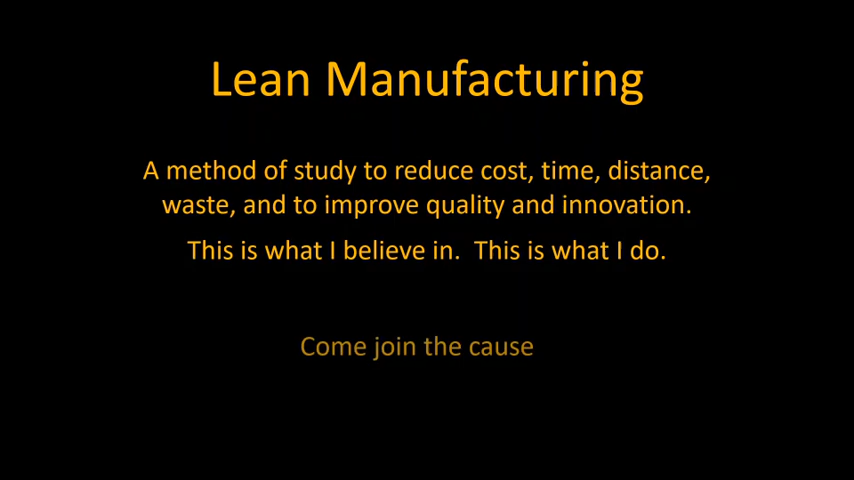 Lean Manufacturing
A method of study to reduce cost, time, distance,
waste, and to improve quality and innovation.
This is what I believe in.  This is what I do.
Come join the cause